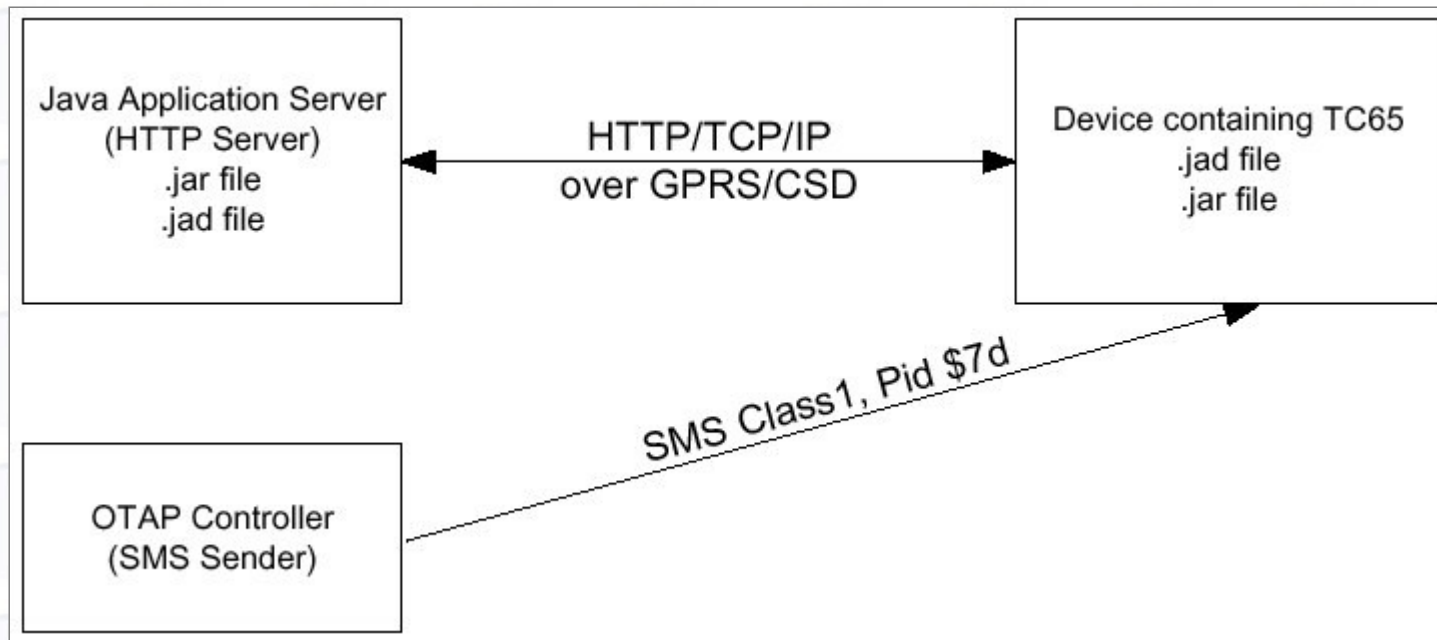 Java Application Server
(HTTP Server)
.jar file
.jad file
HTTP/TCP/IP
over GPRS/CSD
Device containing TC65
.jad file
.jar file
SMS Class1, Pid $7d
OTAP Controller
(SMS Sender)